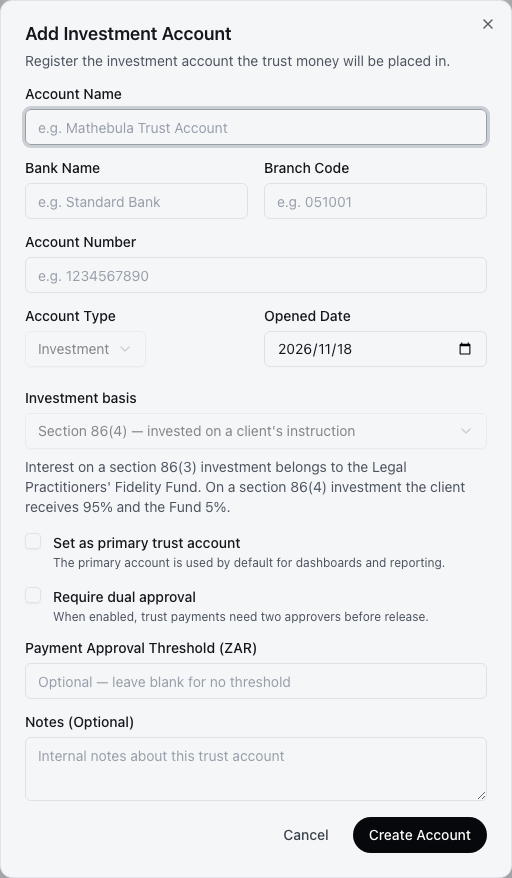 Add Investment Account
Register the investment account the trust money will be placed in.
Account Name
e.g. Mathebula Trust Account
Bank Name
Branch Code
e.g. Standard Bank
e.g. 051001
Account Number
e.g. 1234567890
Account Type
Opened Date
Investment
2026/11/18
Investment basis
Section 86(4) — invested on a client's instruction
Interest on a section 86(3) investment belongs to the Legal
Practitioners' Fidelity Fund. On a section 86(4) investment the client
receives 95% and the Fund 5%.
Set as primary trust account
The primary account is used by default for dashboards and reporting.
Require dual approval
When enabled, trust payments need two approvers before release.
Payment Approval Threshold (ZAR)
Optional — leave blank for no threshold
Notes (Optional)
Internal notes about this trust account
Cancel
Create Account